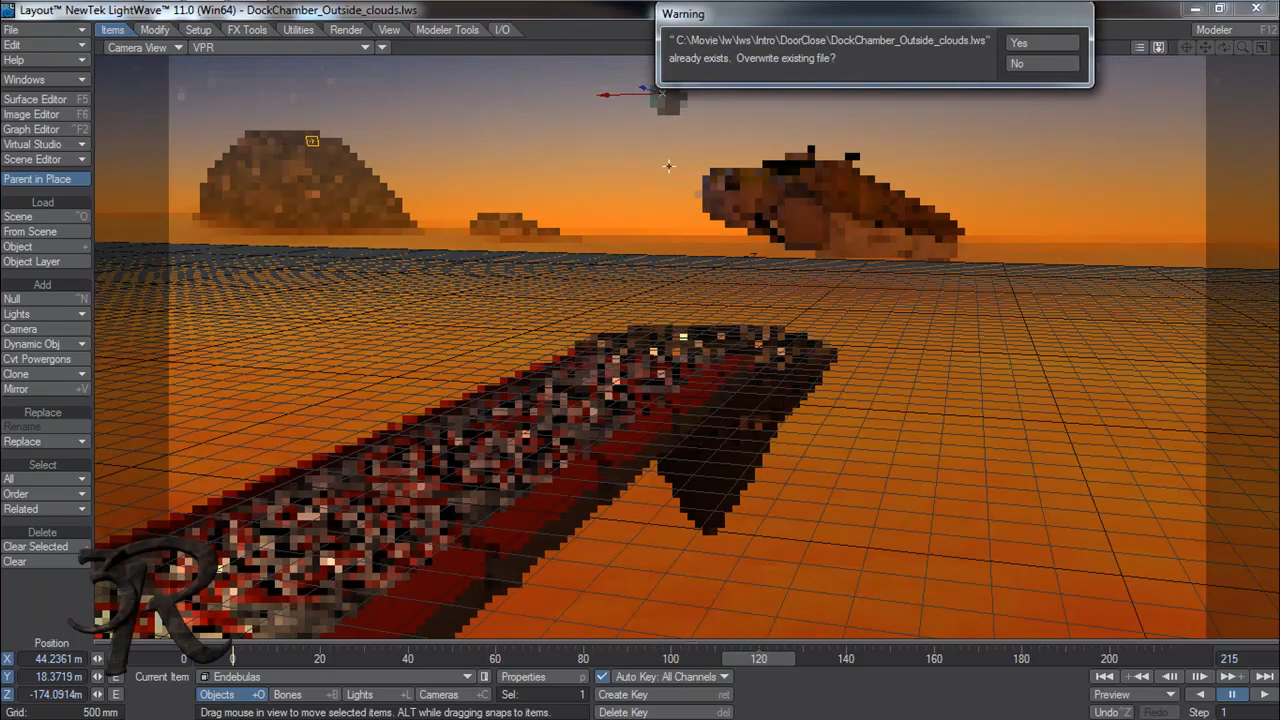 Layout™ NewTek LightWave™ 11.0 (Win64) - DockChamber_Outside_clouds.lws
Warning
" C:\Movie\lw\lws\Intro\DoorClose\DockChamber_Outside_clouds.lws"
already exists. Overwrite existing file?
Yes
No
File
Items
Modify
Setup
FX Tools
Utilities
Render
View
Modeler Tools
I/O
Modeler
F12
Edit
Camera View
VPR
Help
Windows
Surface Editor F5
Image Editor F6
Graph Editor ^F2
Virtual Studio
Scene Editor
Parent in Place
Load
Scene ^O
From Scene
Object +
Object Layer
Add
Null ^N
Lights
Camera
Dynamic Obj
Cvt Powergons
Clone
Mirror +V
Replace
Rename
Replace
Select
All
Order
Related
Delete
Clear Selected
Clear
R
Position
X 44.2361 m
Y 18.3719 m E
Z -174.0914m E
Grid: 500 mm
0 0 20 40 60 80 100 120 140 160 180 200 215
Current Item Endebulas Properties p Auto Key: All Channels
Objects +O Bones +B Lights +L Cameras +C Sel: 1 Create Key ret Preview
Drag mouse in view to move selected items. ALT while dragging snaps to items. Delete Key del Undo ^Z Redo Step 1